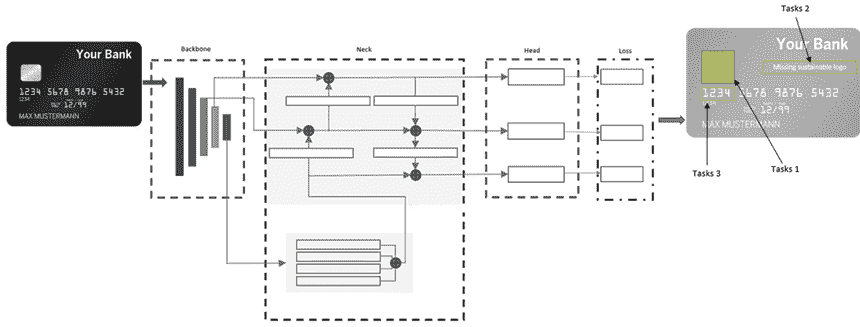 Your Bank
1234 5678 9876 5432
1234
12/99
MAX MUSTERMANN
Backbone
Neck
Head
Loss
Tasks 2
Your Bank
Missing sustainable logo
1234 5678 9876 5432
12/99
MAX MUSTERMANN
Tasks 3
Tasks 1